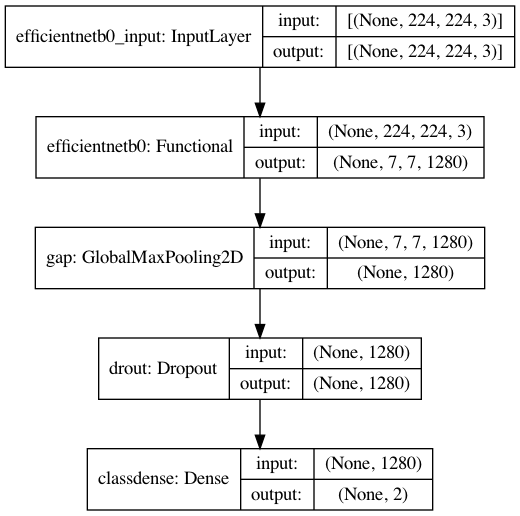 efficientnetb0_input: InputLayer
input: [(None, 224, 224, 3)]
output: [(None, 224, 224, 3)]
efficientnetb0: Functional
input: (None, 224, 224, 3)
output: (None, 7, 7, 1280)
gap: GlobalMaxPooling2D
input: (None, 7, 7, 1280)
output: (None, 1280)
drout: Dropout
input: (None, 1280)
output: (None, 1280)
classdense: Dense
input: (None, 1280)
output: (None, 2)